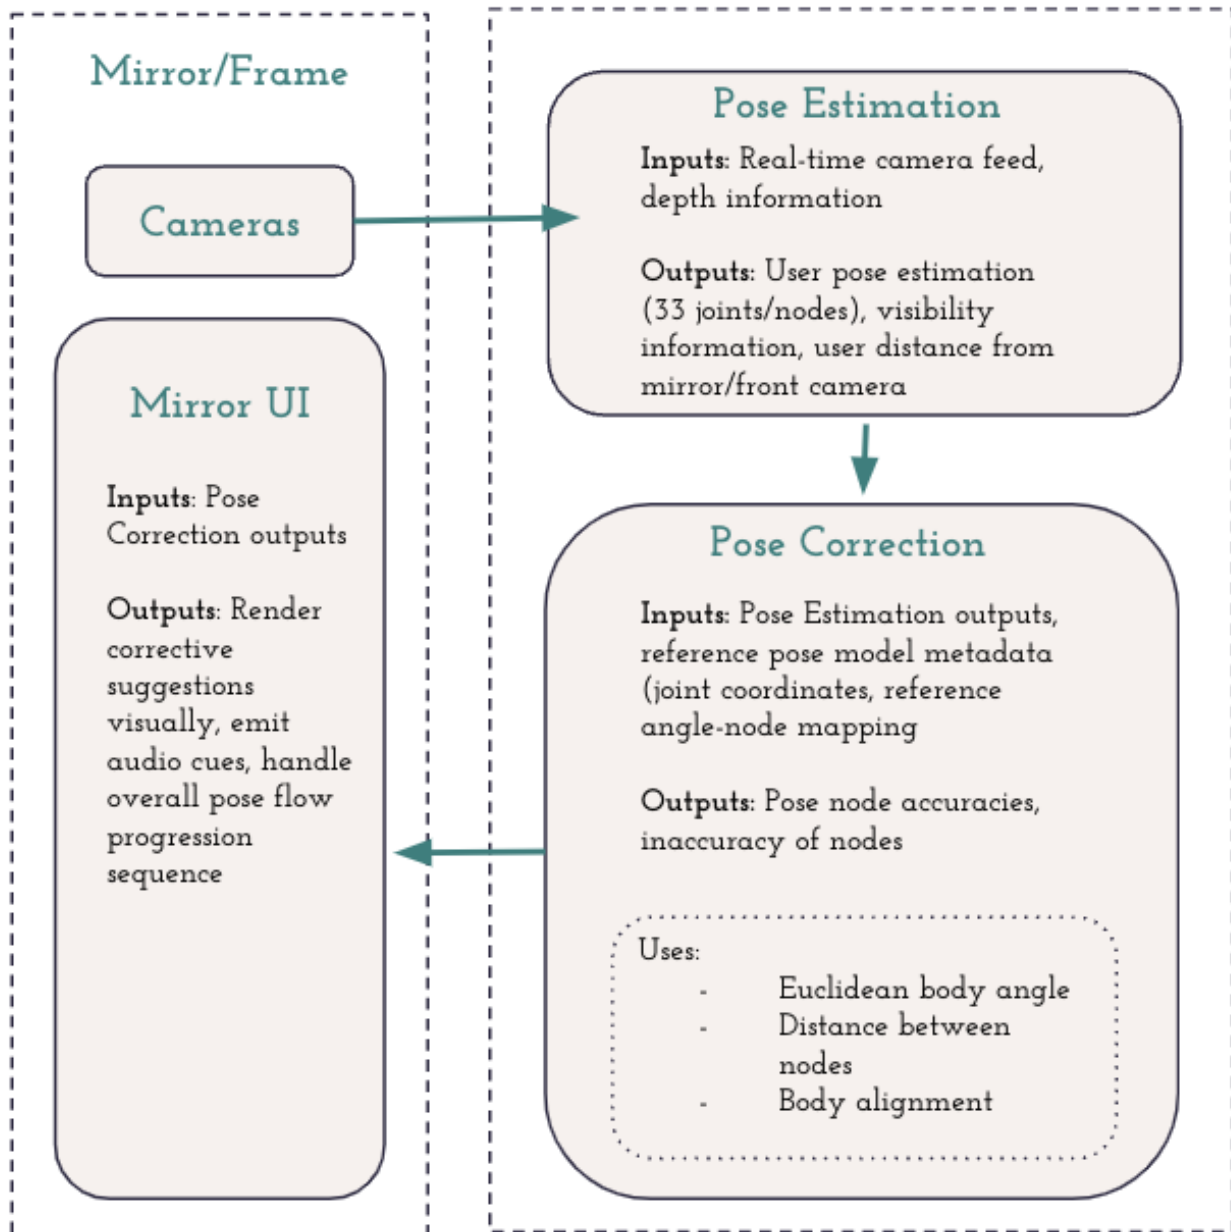 Mirror/Frame
Cameras
Mirror UI
Inputs: Pose
Correction outputs
Outputs: Render
corrective
suggestions
visually, emit
audio cues, handle
overall pose flow
progression
sequence
Pose Estimation
Inputs: Real-time camera feed,
depth information
Outputs: User pose estimation
(33 joints/nodes), visibility
information, user distance from
mirror/front camera
Pose Correction
Inputs: Pose Estimation outputs,
reference pose model metadata
(joint coordinates, reference
angle-node mapping
Outputs: Pose node accuracies,
inaccuracy of nodes
Uses:
- Euclidean body angle
- Distance between
nodes
- Body alignment